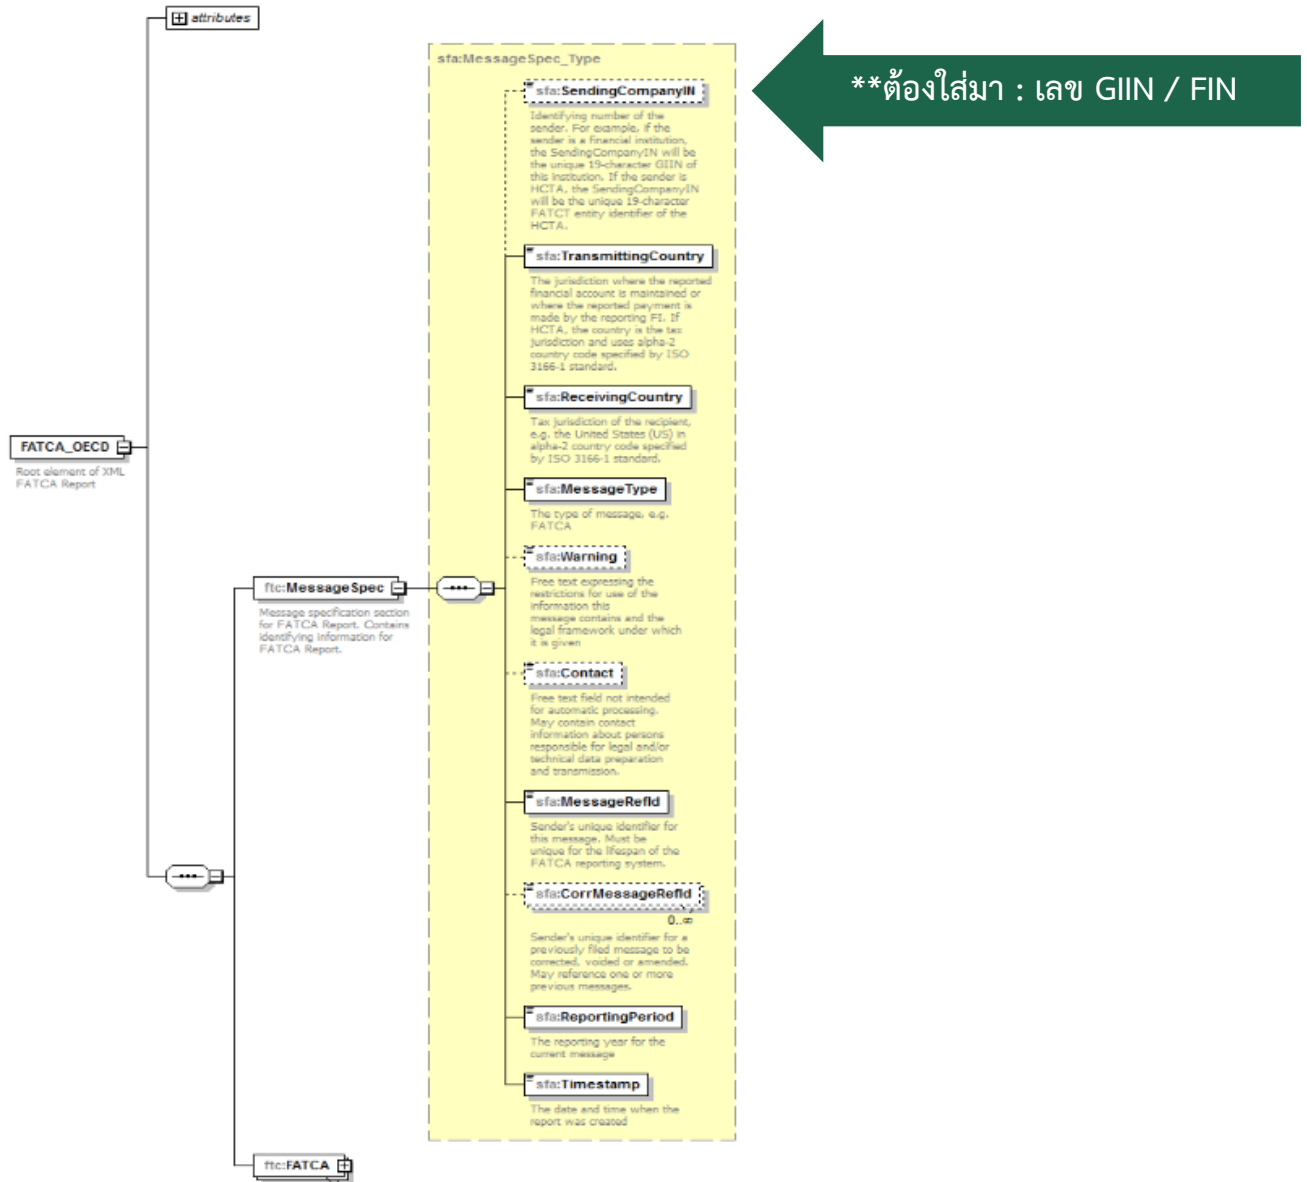 attributes
sfa:MessageSpec_Type
**ต้องใส่มา : เลข GIIN / FIN
sfa:SendingCompanyIN
Identifying number of the
sender. For example, if the
sender is a financial institution,
the SendingCompanyIN will be
the unique 19-character GIIN of
this institution. If the sender is
HCTA, the SendingCompanyIN
will be the unique 19-character
FATCT entity identifier of the
HCTA.
sfa:TransmittingCountry
The jurisdiction where the reported
financial account is maintained or
where the reported payment is
made by the reporting FI. If
HCTA, the country is the tax
jurisdiction and uses alpha-2
country code specified by ISO
3166-1 standard.
sfa:ReceivingCountry
Tax jurisdiction of the recipient,
e.g. the United States (US) in
alpha-2 country code specified
by ISO 3166-1 standard.
FATCA_OECD
Root element of XML
FATCA Report
sfa:MessageType
The type of message, e.g.
FATCA
sfa:Warning
Free text expressing the
restrictions for use of the
information this
message contains and the
legal framework under which
it is given
ftc:MessageSpec
Message specification section
for FATCA Report. Contains
identifying information for
FATCA Report.
sfa:Contact
Free text field not intended
for automatic processing.
May contain contact
information about persons
responsible for legal and/or
technical data preparation
and transmission.
sfa:MessageRefId
Sender's unique identifier for
this message. Must be
unique for the lifespan of the
FATCA reporting system.
sfa:CorrMessageRefId
0..∞
Sender's unique identifier for a
previously filed message to be
corrected, voided or amended.
May reference one or more
previous messages.
sfa:ReportingPeriod
The reporting year for the
current message
sfa:Timestamp
The date and time when the
report was created
ftc:FATCA